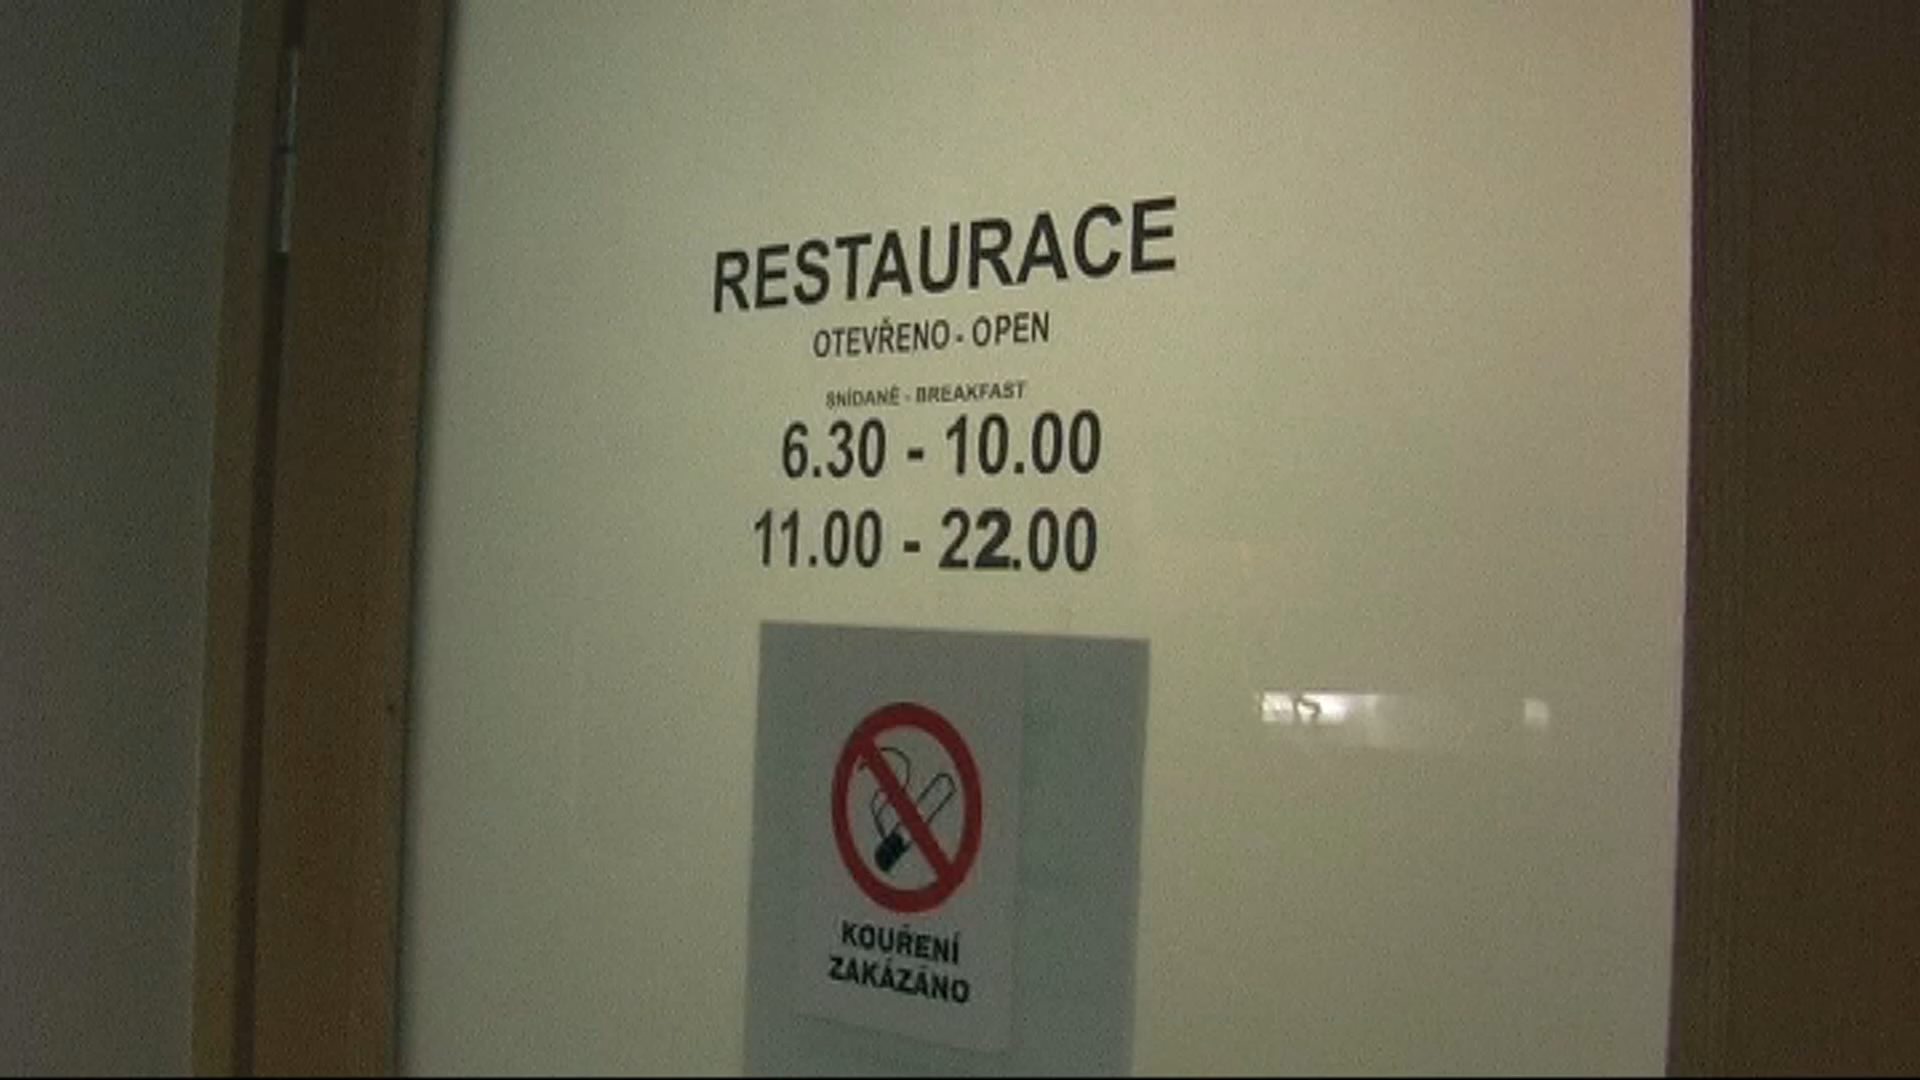 RESTAURACE
OTEVŘENO - OPEN
SNÍDANĚ - BREAKFAST
6.30 - 10.00
11.00 - 22.00
KOUŘENÍ
ZAKÁZÁNO